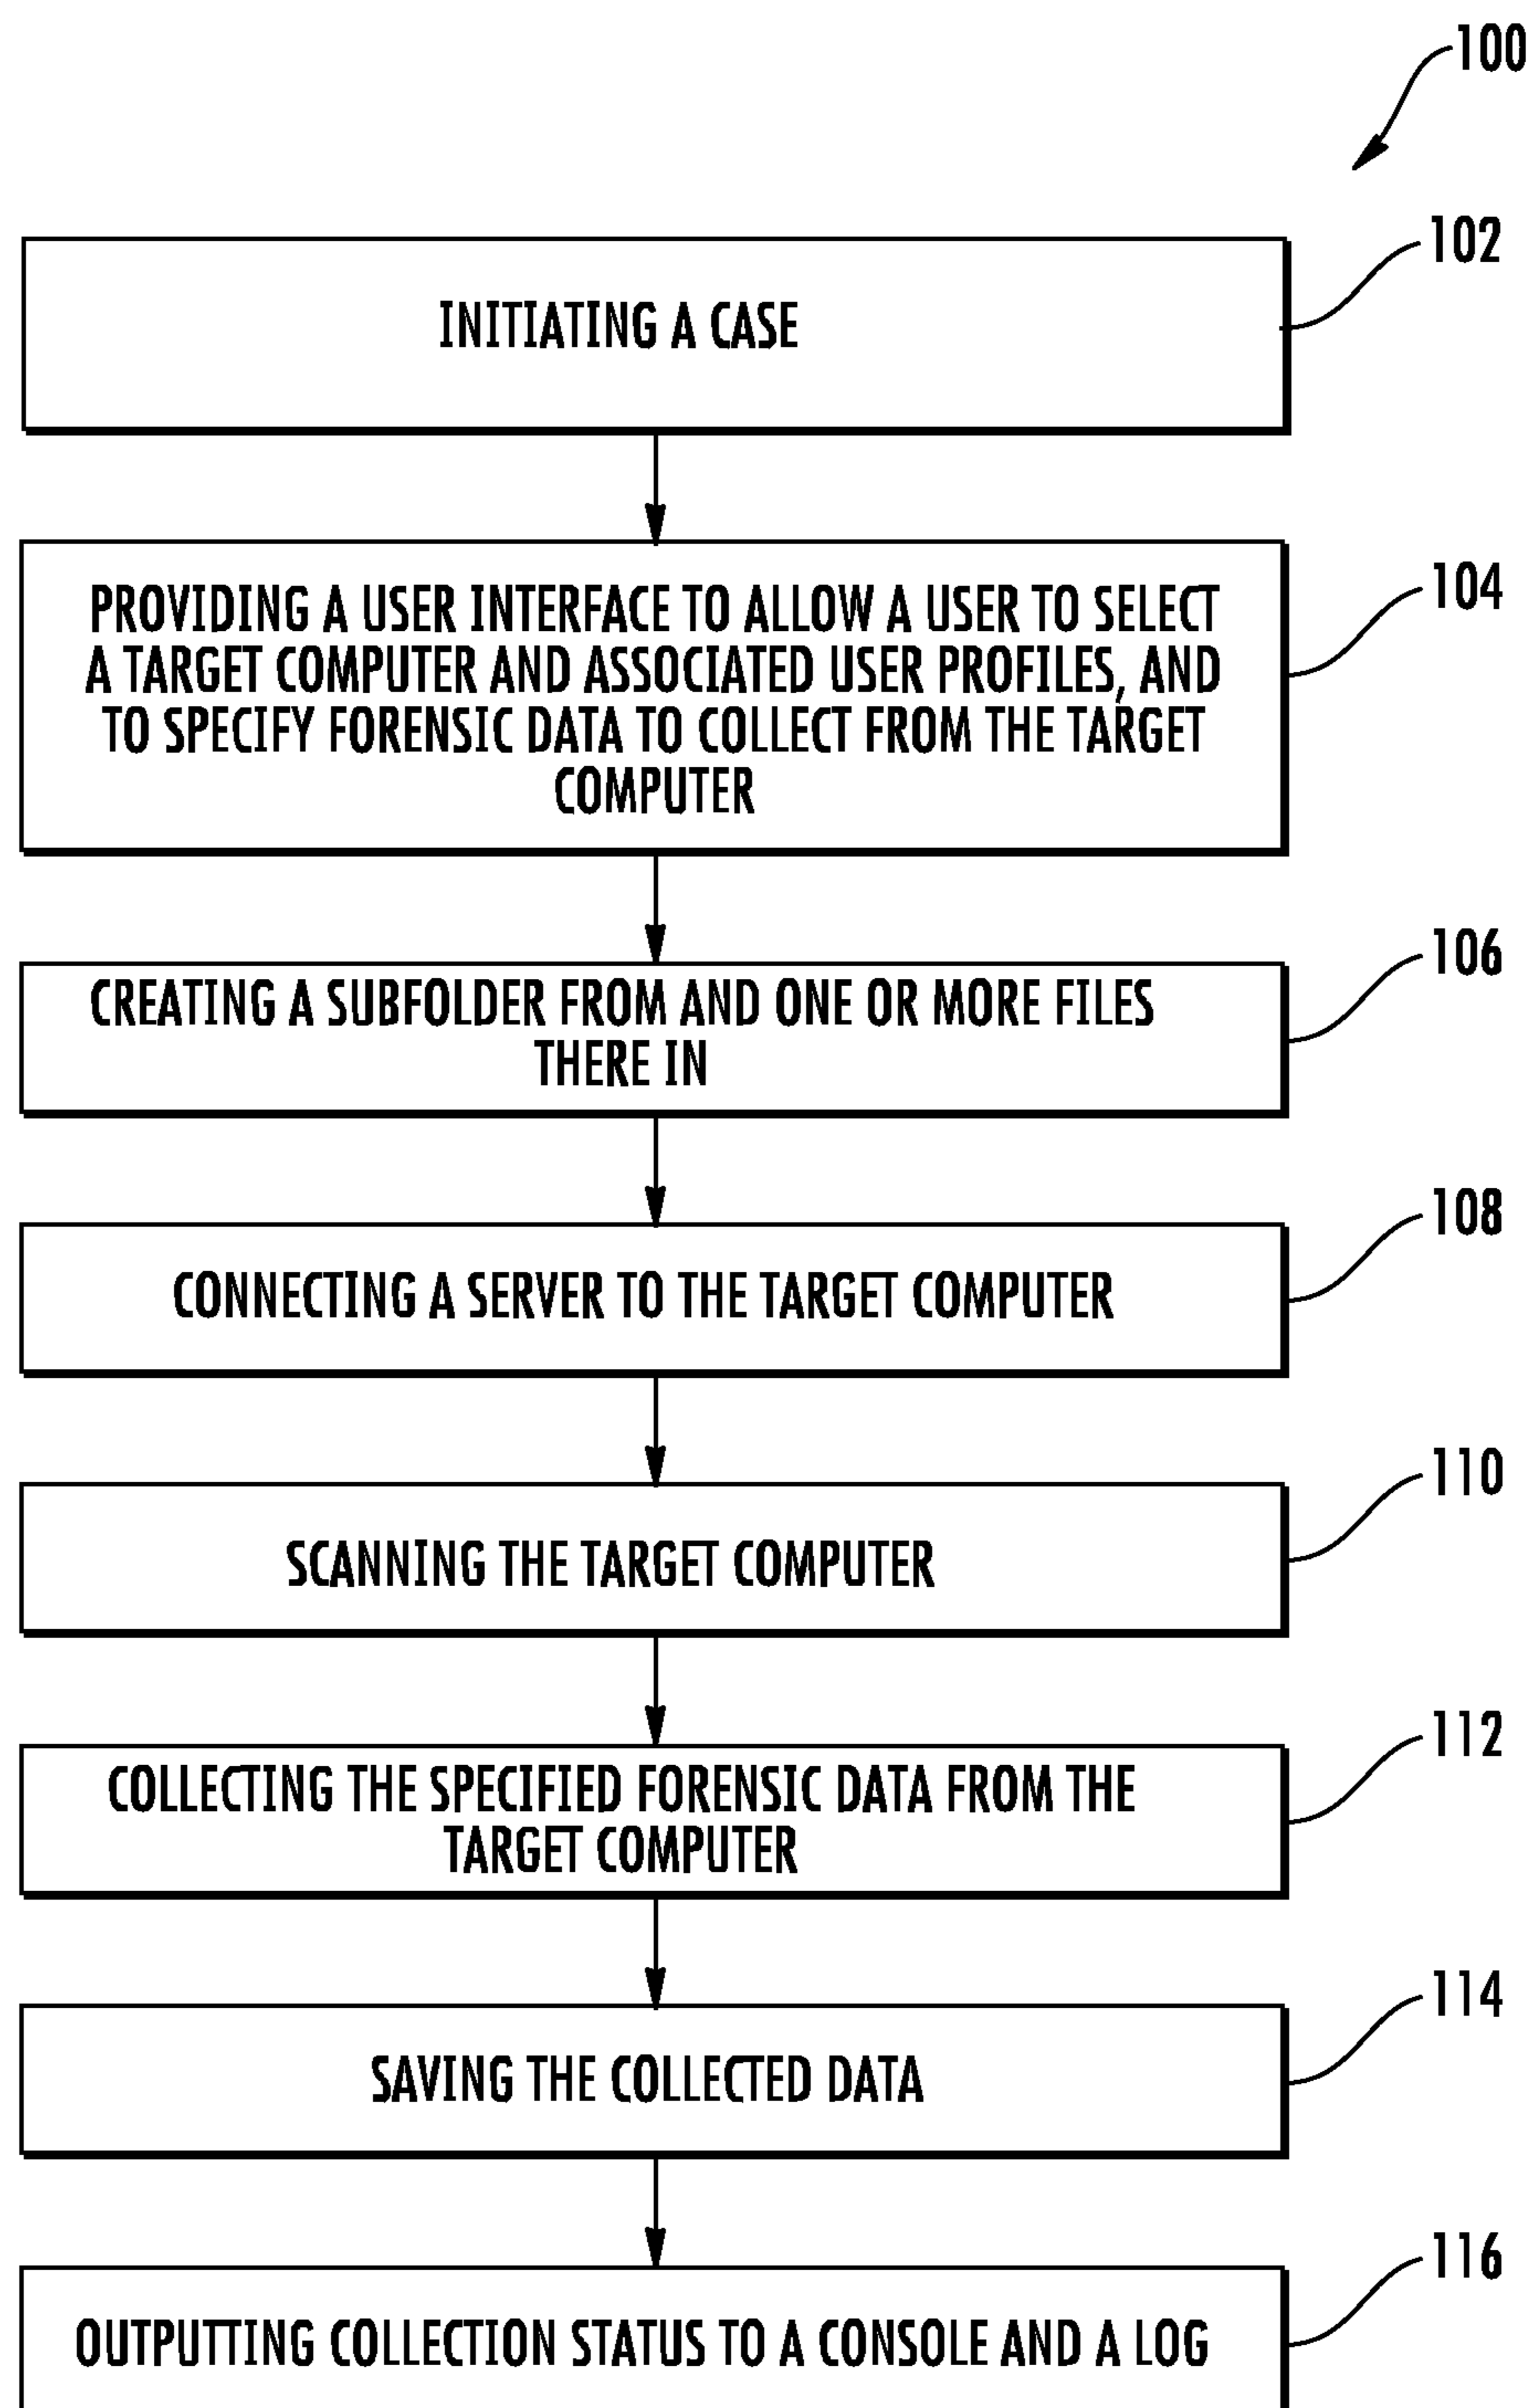 100
102
INITIATING A CASE
104
PROVIDING A USER INTERFACE TO ALLOW A USER TO SELECT
A TARGET COMPUTER AND ASSOCIATED USER PROFILES, AND
TO SPECIFY FORENSIC DATA TO COLLECT FROM THE TARGET
COMPUTER
106
CREATING A SUBFOLDER FROM AND ONE OR MORE FILES
THERE IN
108
CONNECTING A SERVER TO THE TARGET COMPUTER
110
SCANNING THE TARGET COMPUTER
112
COLLECTING THE SPECIFIED FORENSIC DATA FROM THE
TARGET COMPUTER
114
SAVING THE COLLECTED DATA
116
OUTPUTTING COLLECTION STATUS TO A CONSOLE AND A LOG